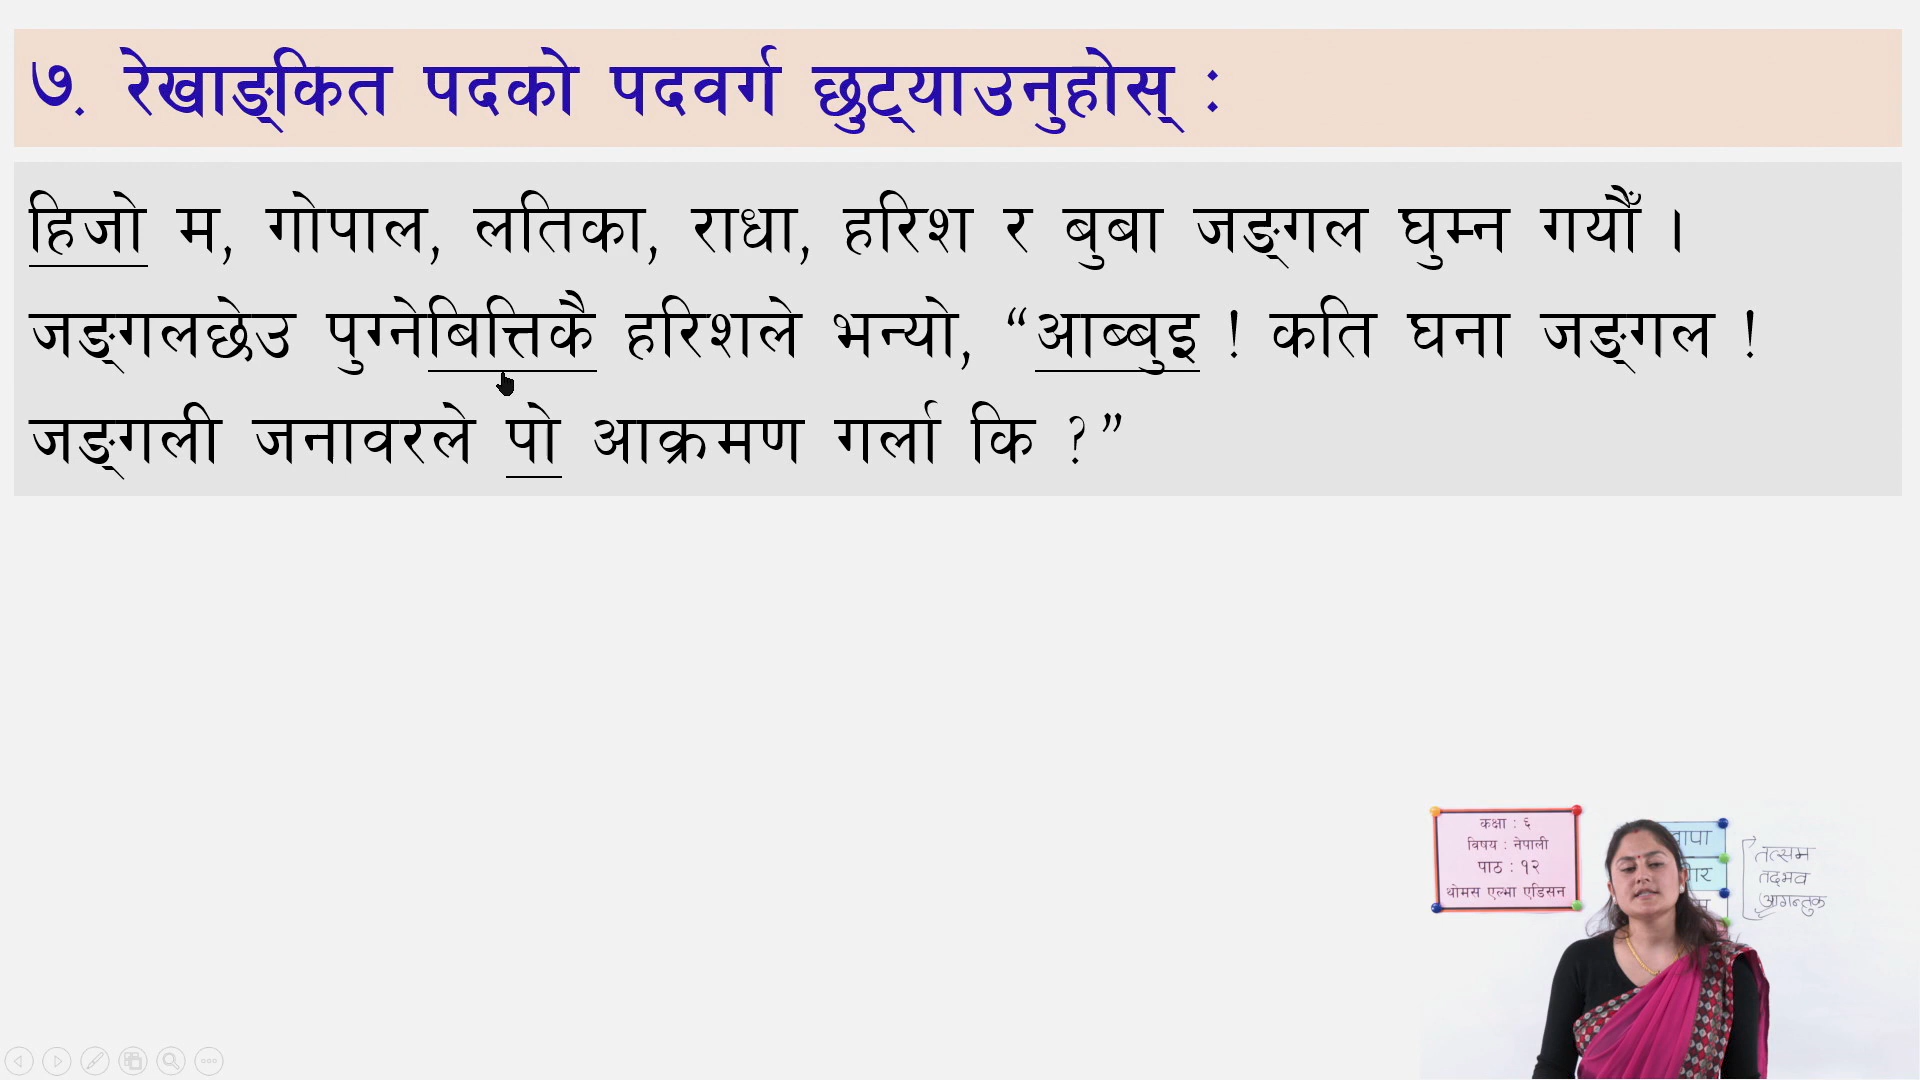 ७. रेखाङ्कित पदको पदवर्ग छुट्याउनुहोस् :
हिजो म, गोपाल, लतिका, राधा, हरिश र बुबा जङ्गल घुम्न गयौँ ।
जङ्गलछेउ पुग्नेबित्तिकै हरिशले भन्यो, “आब्बुइ ! कति घना जङ्गल !
जङ्गली जनावरले पो आक्रमण गर्ला कि ?”
कक्षा : ६
विषय : नेपाली
पाठ : १२
थोमस एल्भा एडिसन
तत्सम
तद्भव
आगन्तुक